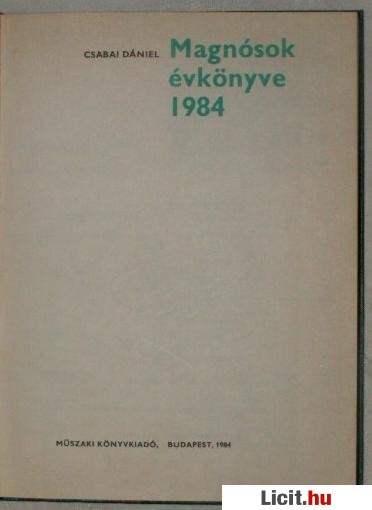 CSABAI DÁNIEL Magnósok
évkönyve
1984
MŰSZAKI KÖNYVKIADÓ, BUDAPEST, 1984
Licit.hu